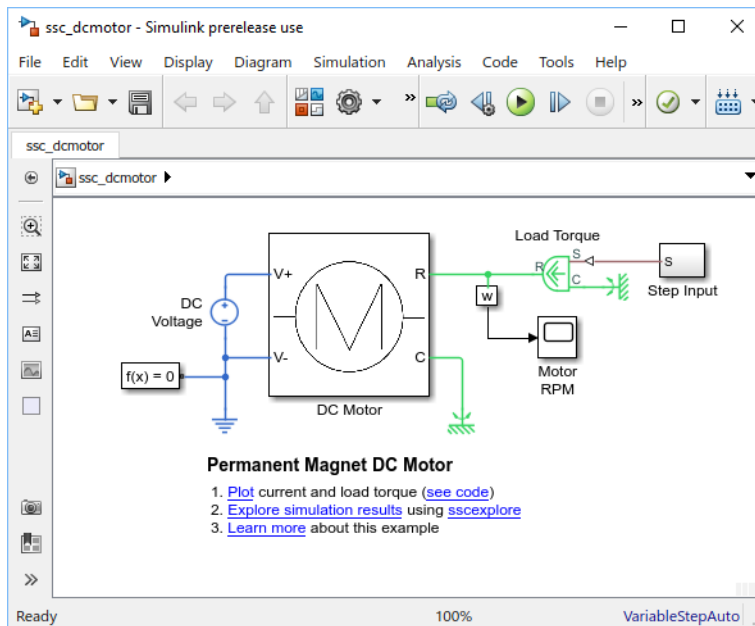 ssc_dcmotor - Simulink prerelease use
File Edit View Display Diagram Simulation Analysis Code Tools Help
» »
ssc_dcmotor
ssc_dcmotor
Load Torque
S
R
C
S
Step Input
V+
R
DC
Voltage
w
V-
C
f(x) = 0
M
Motor
RPM
DC Motor
Permanent Magnet DC Motor
1. Plot current and load torque (see code)
2. Explore simulation results using sscexplore
3. Learn more about this example
A
»
Ready 100% VariableStepAuto